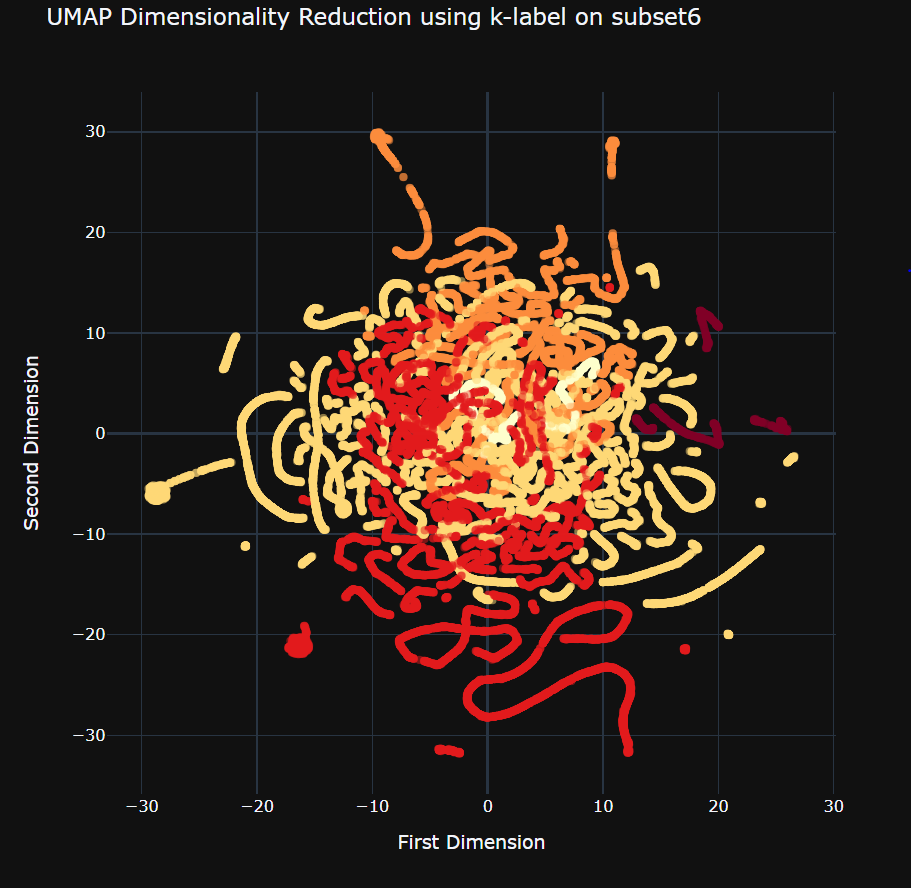 UMAP Dimensionality Reduction using k-label on subset6
30
20
10
0
−10
−20
−30
−30 −20 −10 0 10 20 30
Second Dimension
First Dimension